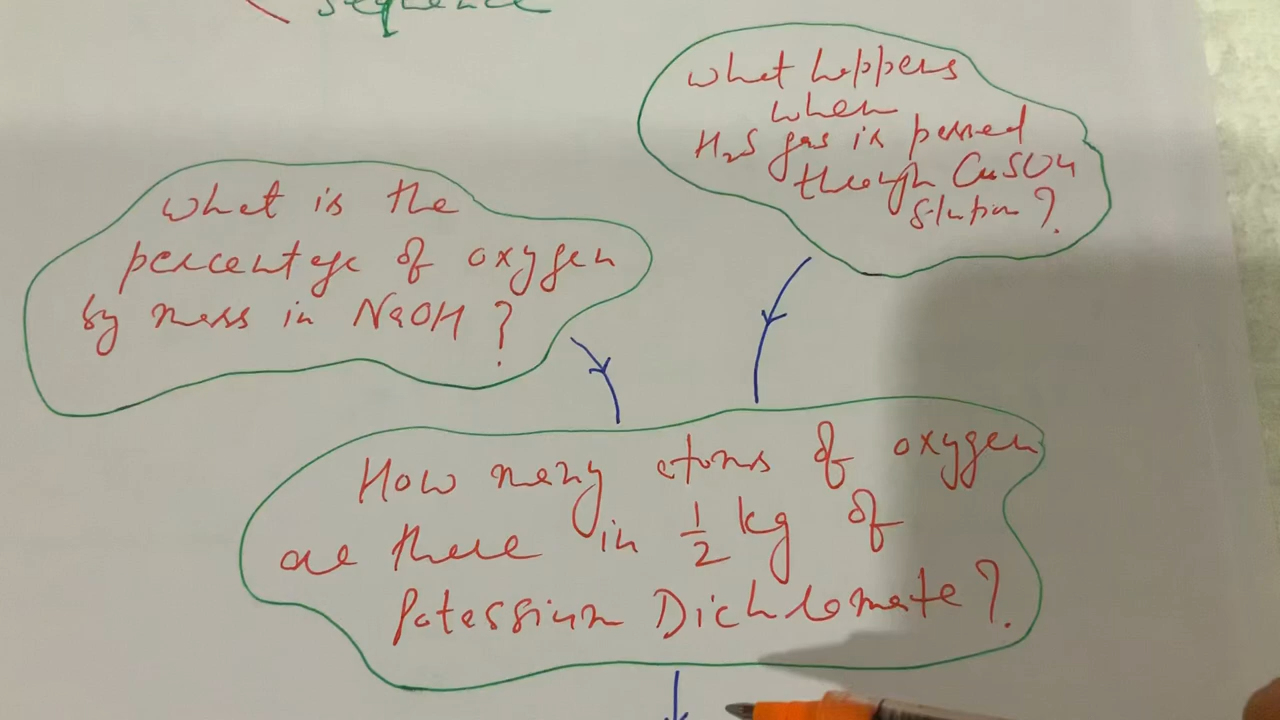 sequence
What happens
when
H₂S gas is passed
through CuSO4
solution?
What is the
percentage of oxygen
by mass in NaOH?
How many atoms of oxygen
are there in 1/2 kg of
Potassium Dichromate?